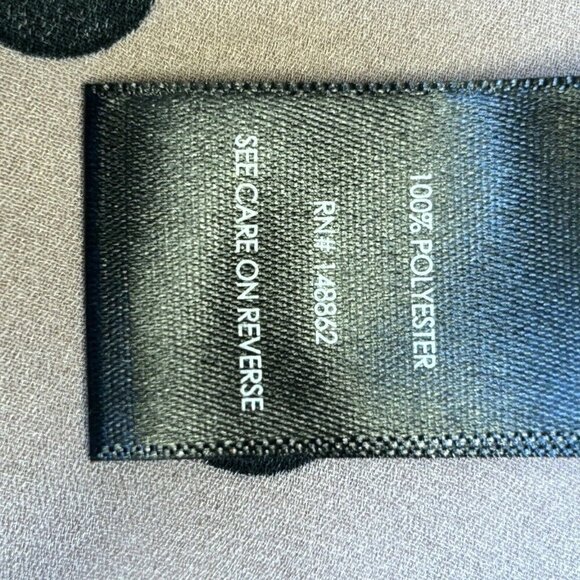 100% POLYESTER
RN# 148862
SEE CARE ON REVERSE